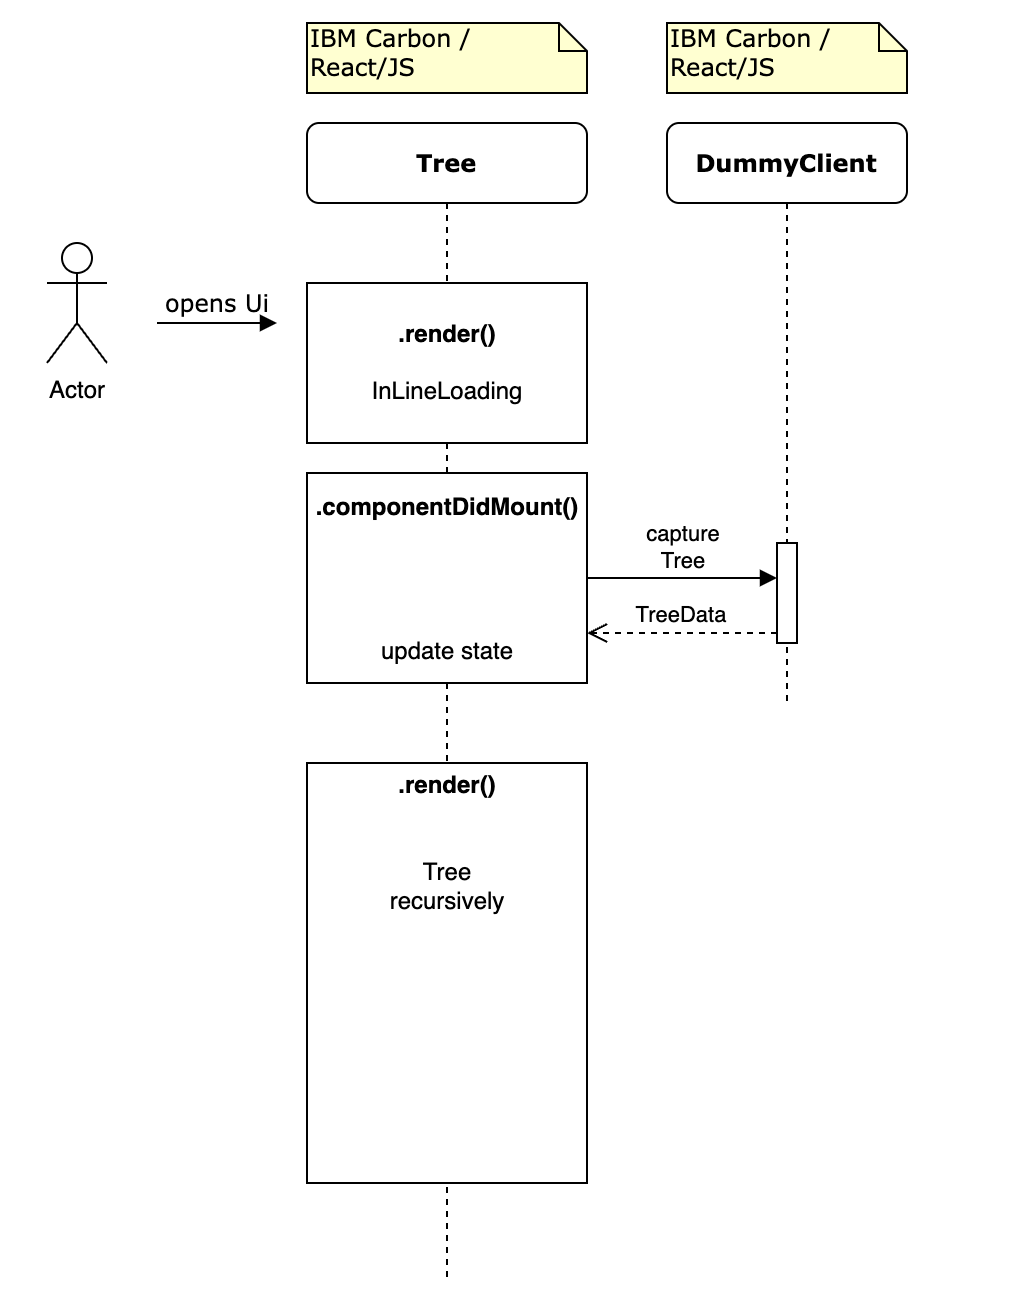 IBM Carbon /
React/JS
IBM Carbon /
React/JS
Tree
DummyClient
opens Ui
Actor
.render()
InLineLoading
.componentDidMount()
capture
Tree
TreeData
update state
.render()
Tree
recursively